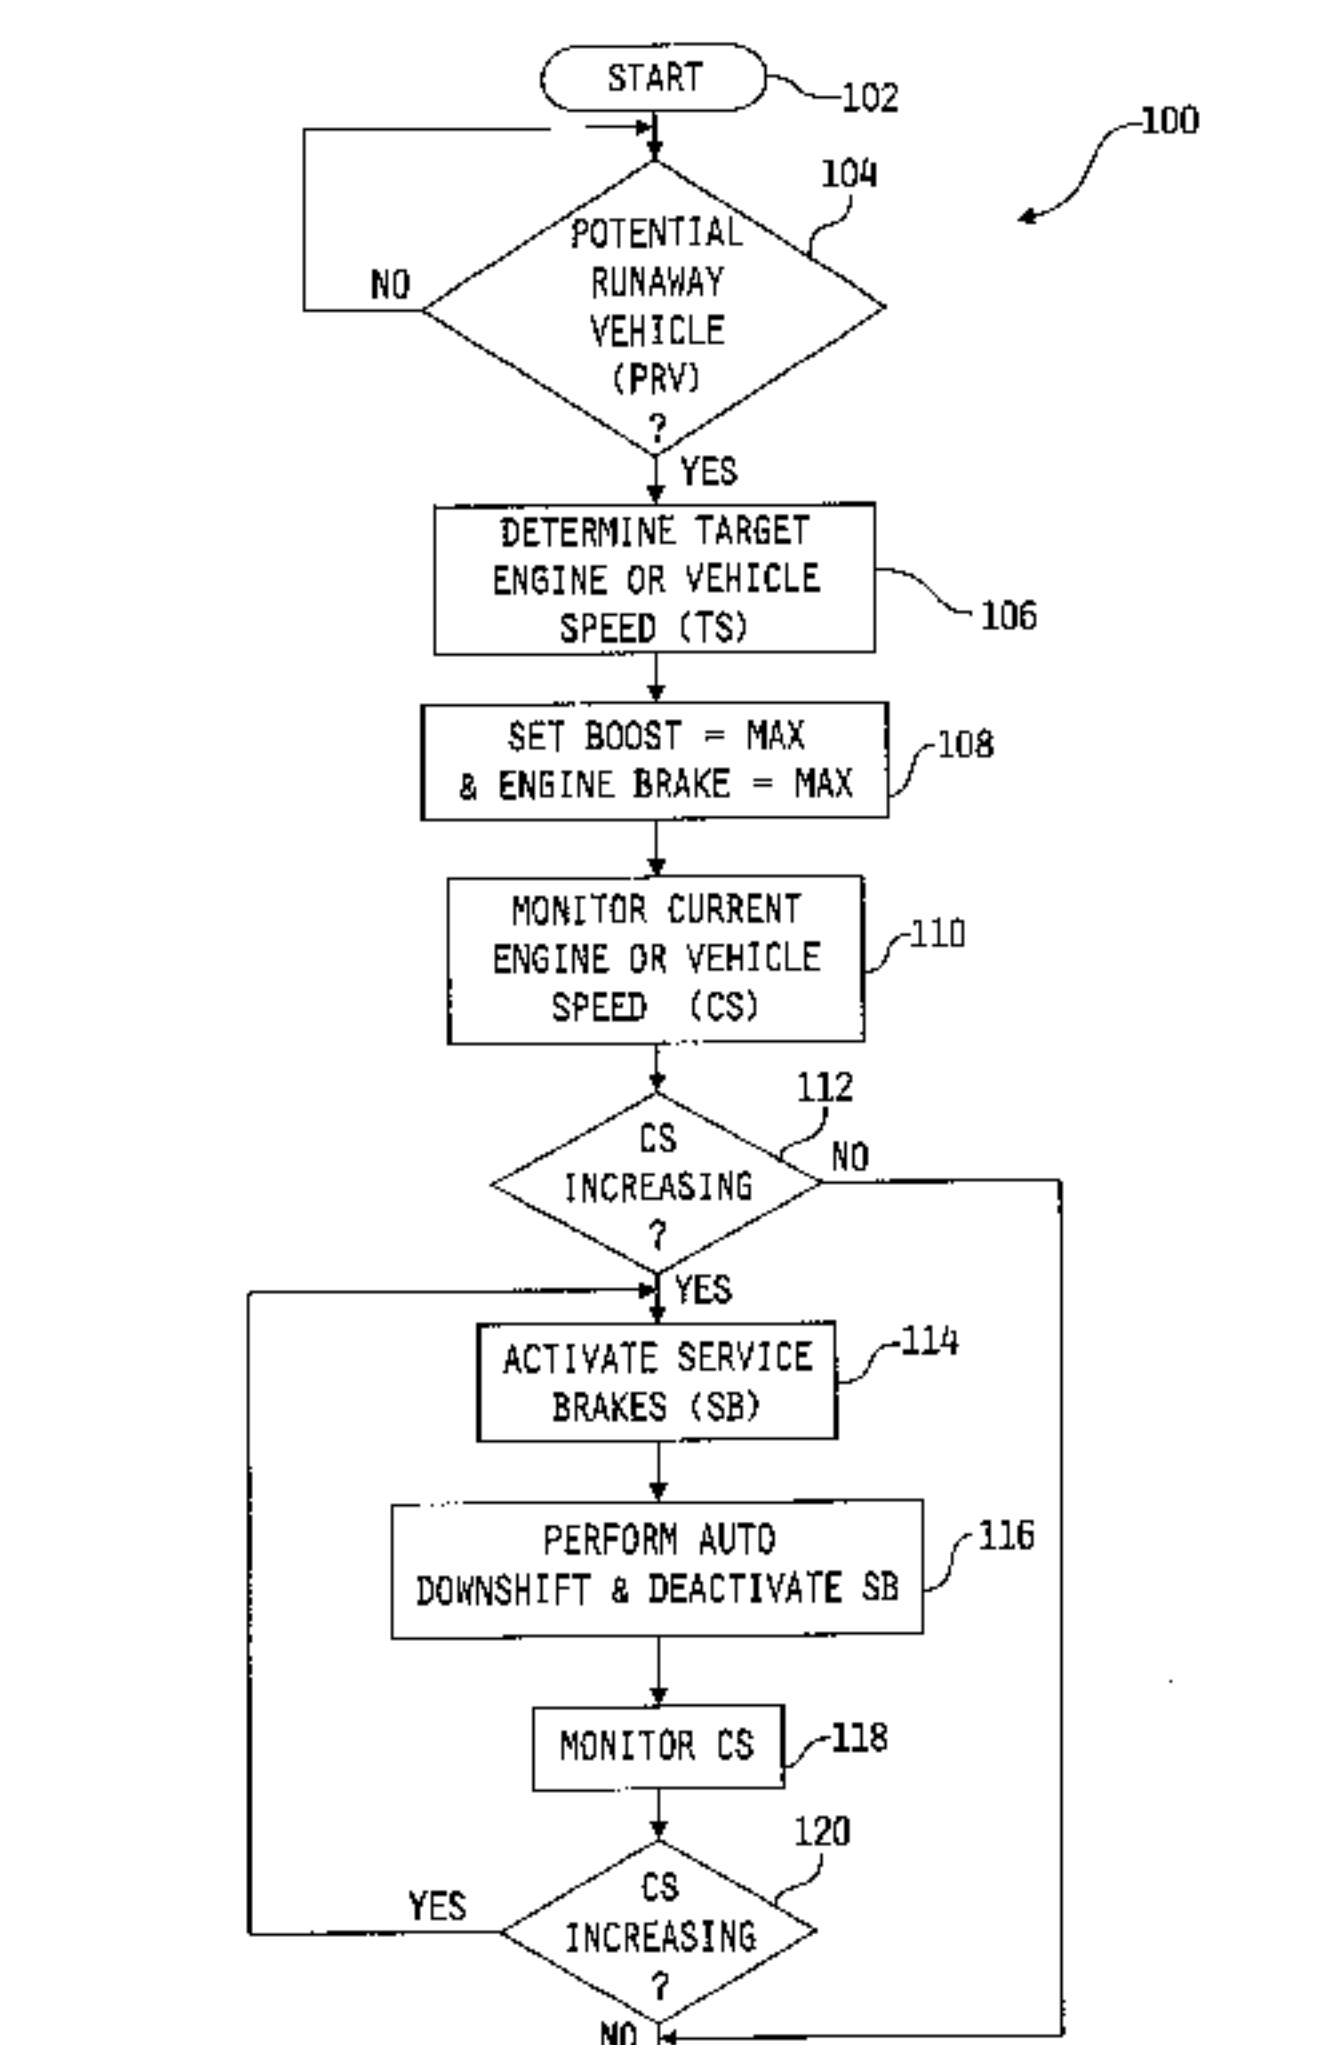 START
102
100
104
POTENTIAL
RUNAWAY
VEHICLE
(PRV)
?
NO
YES
DETERMINE TARGET
ENGINE OR VEHICLE
SPEED (TS)
106
SET BOOST = MAX
& ENGINE BRAKE = MAX
108
MONITOR CURRENT
ENGINE OR VEHICLE
SPEED (CS)
110
112
CS
INCREASING
?
NO
YES
ACTIVATE SERVICE
BRAKES (SB)
114
PERFORM AUTO
DOWNSHIFT & DEACTIVATE SB
116
MONITOR CS
118
120
CS
INCREASING
?
YES
NO